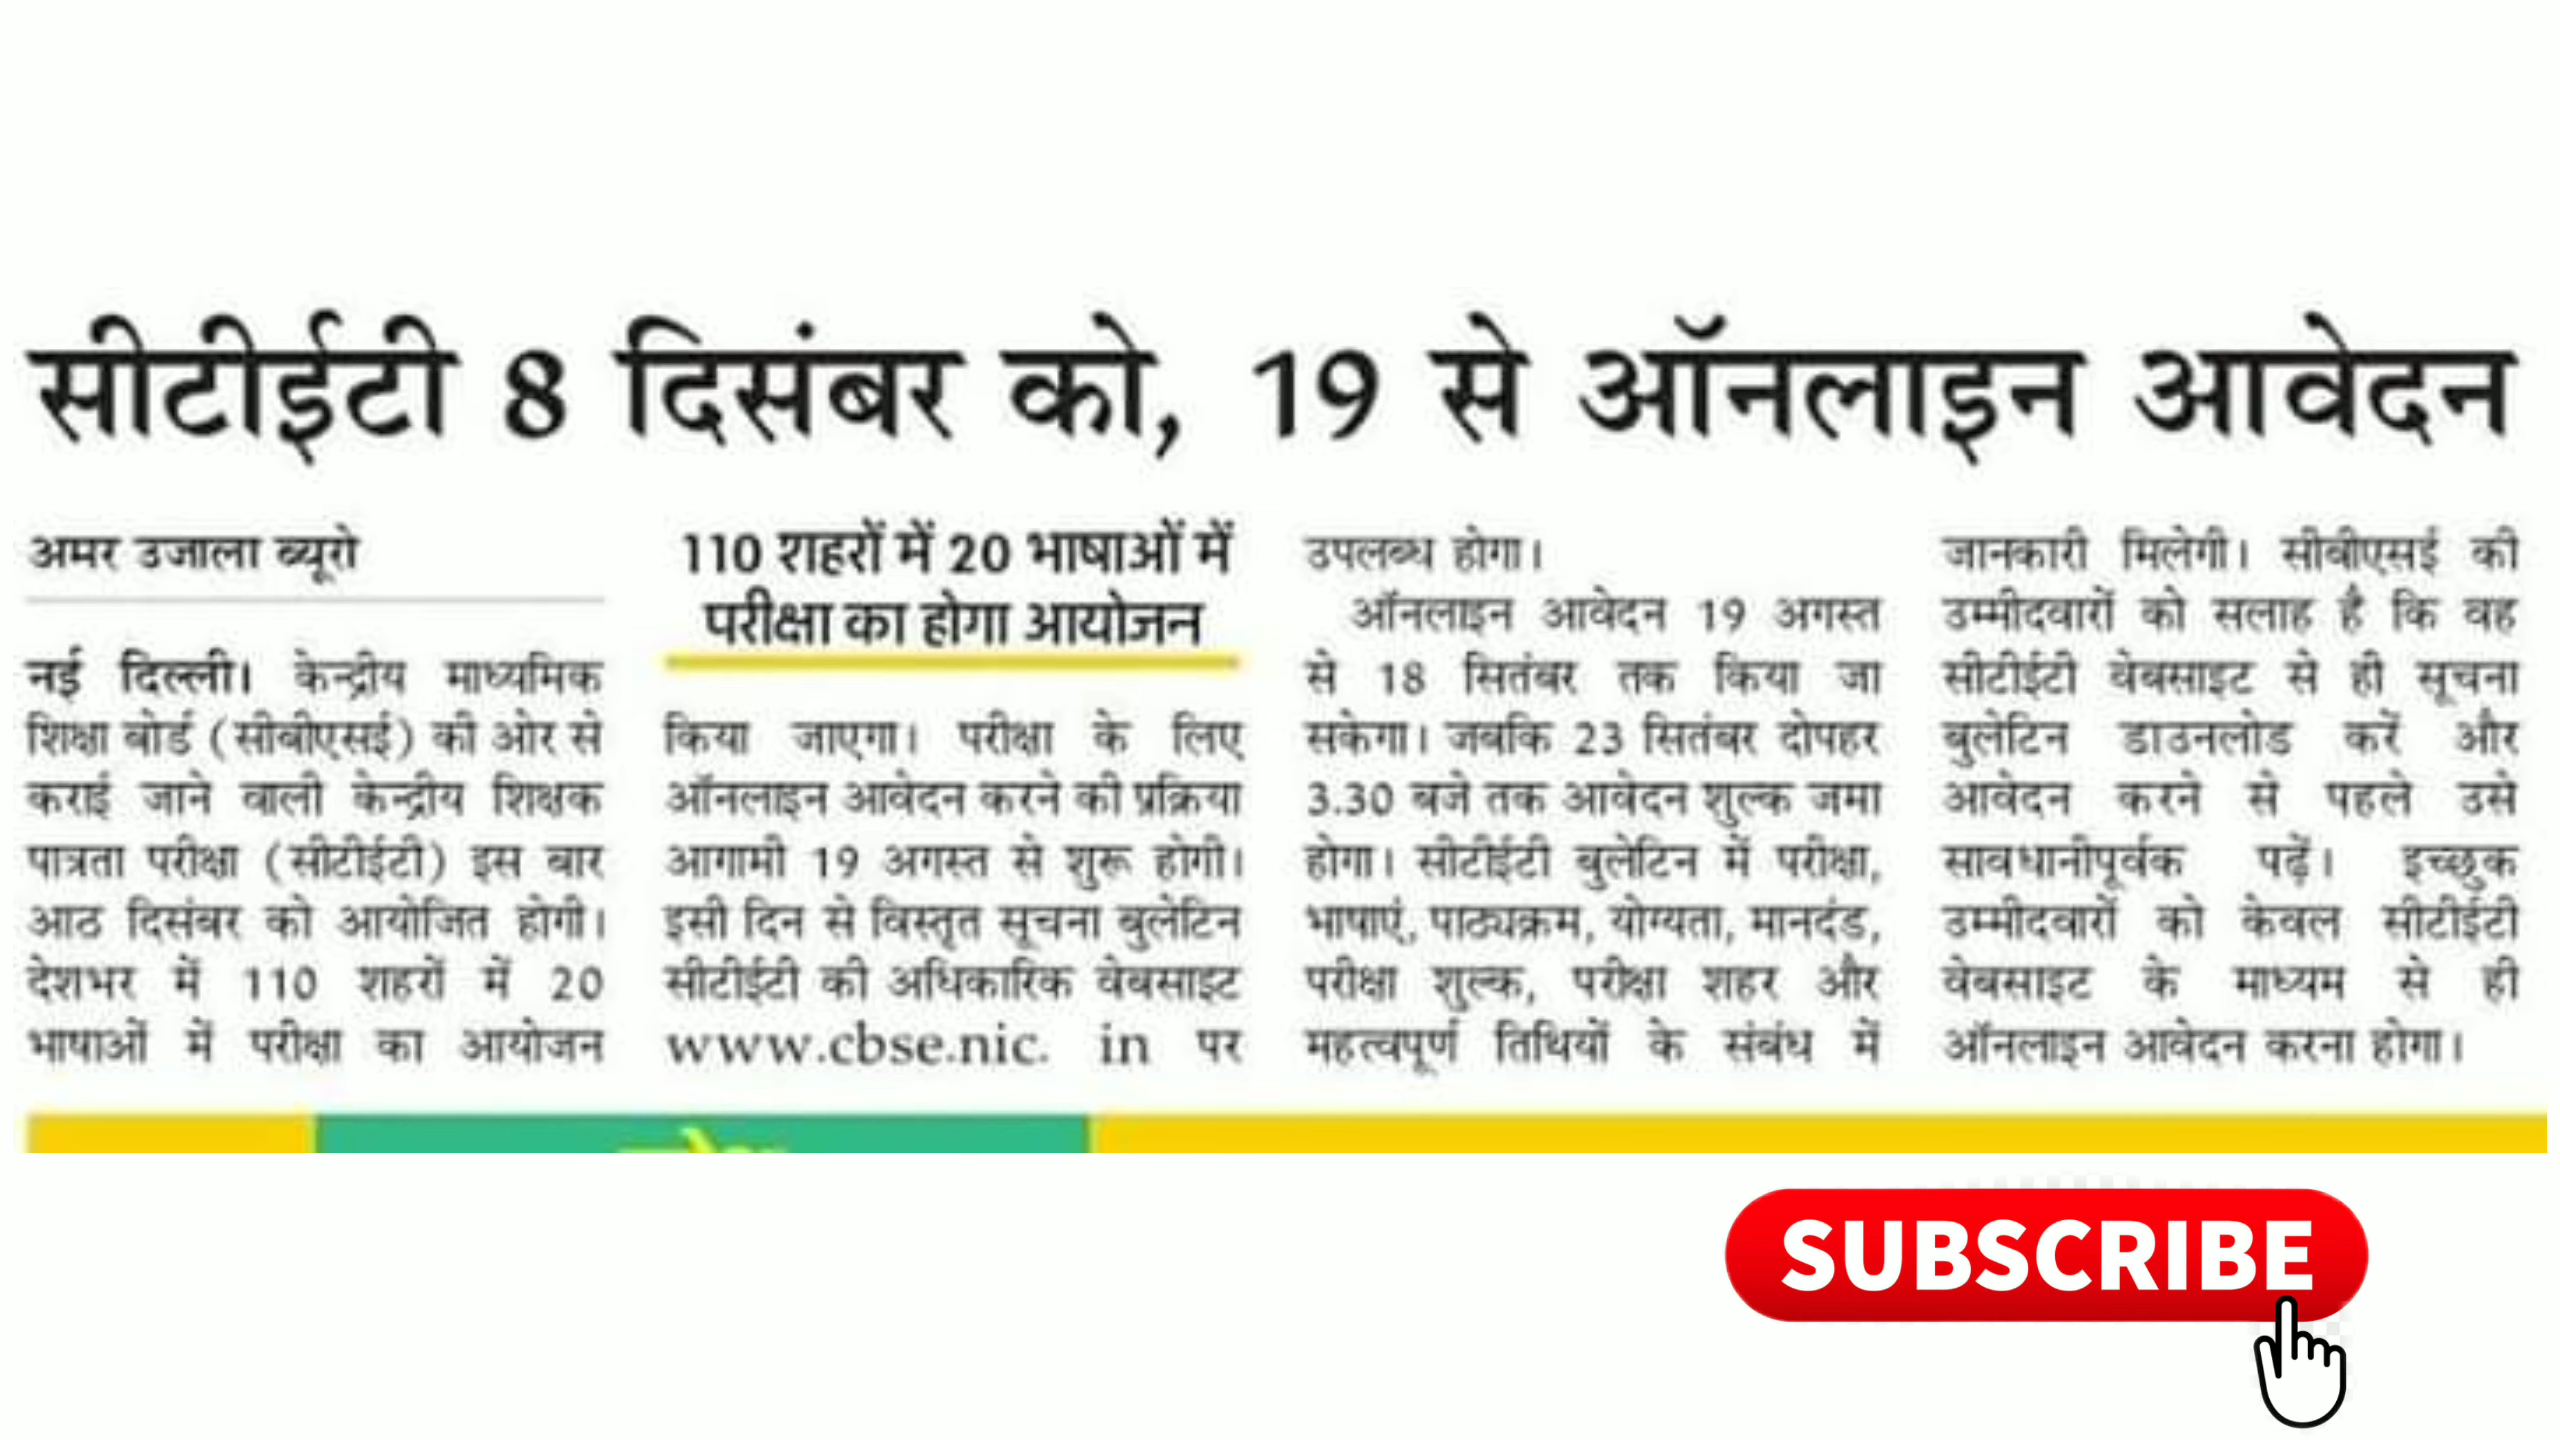 सीटीईटी 8 दिसंबर को, 19 से ऑनलाइन आवेदन
अमर उजाला ब्यूरो
नई दिल्ली। केन्द्रीय माध्यमिक
शिक्षा बोर्ड (सीबीएसई) की ओर से
कराई जाने वाली केन्द्रीय शिक्षक
पात्रता परीक्षा (सीटीईटी) इस बार
आठ दिसंबर को आयोजित होगी।
देशभर में 110 शहरों में 20
भाषाओं में परीक्षा का आयोजन
110 शहरों में 20 भाषाओं में
परीक्षा का होगा आयोजन
किया जाएगा। परीक्षा के लिए
ऑनलाइन आवेदन करने की प्रक्रिया
आगामी 19 अगस्त से शुरू होगी।
इसी दिन से विस्तृत सूचना बुलेटिन
सीटीईटी की अधिकारिक वेबसाइट
www.cbse.nic. in पर
उपलब्ध होगा।
ऑनलाइन आवेदन 19 अगस्त
से 18 सितंबर तक किया जा
सकेगा। जबकि 23 सितंबर दोपहर
3.30 बजे तक आवेदन शुल्क जमा
होगा। सीटीईटी बुलेटिन में परीक्षा,
भाषाएं, पाठ्यक्रम, योग्यता, मानदंड,
परीक्षा शुल्क, परीक्षा शहर और
महत्वपूर्ण तिथियों के संबंध में
जानकारी मिलेगी। सीबीएसई की
उम्मीदवारों को सलाह है कि वह
सीटीईटी वेबसाइट से ही सूचना
बुलेटिन डाउनलोड करें और
आवेदन करने से पहले उसे
सावधानीपूर्वक पढ़ें। इच्छुक
उम्मीदवारों को केवल सीटीईटी
वेबसाइट के माध्यम से ही
ऑनलाइन आवेदन करना होगा।
SUBSCRIBE